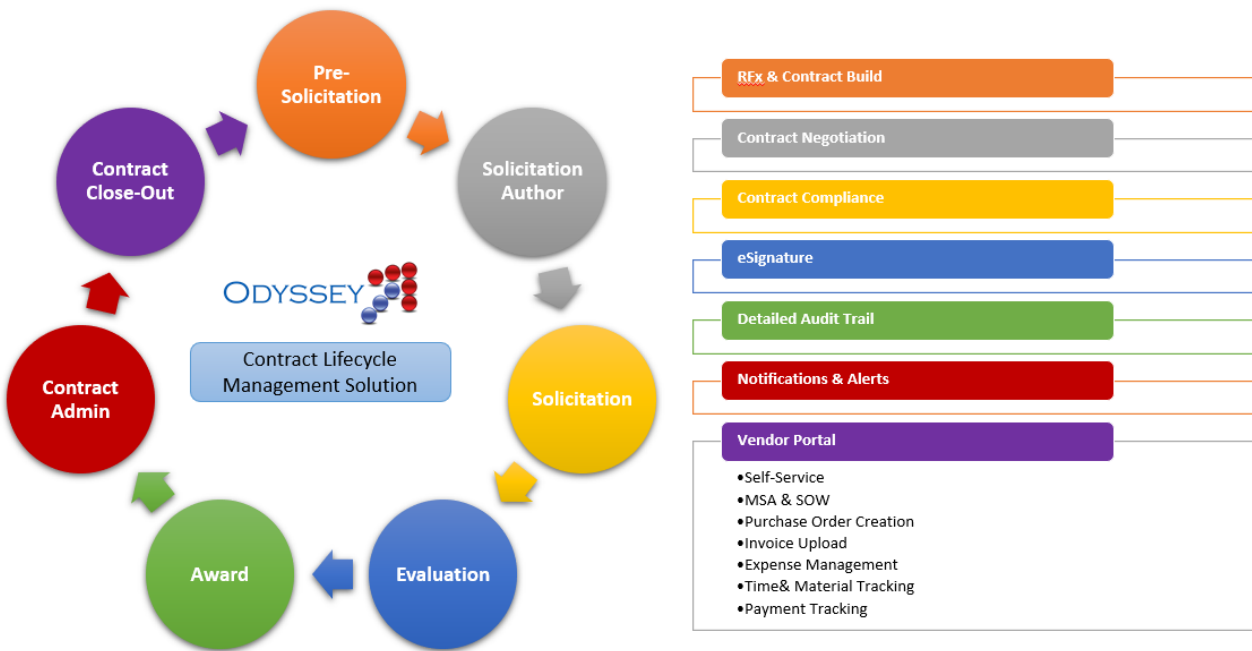 Pre-
Solicitation
Solicitation
Author
Solicitation
Evaluation
Award
Contract
Admin
Contract
Close-Out
ODYSSEY
Contract Lifecycle
Management Solution
RFx & Contract Build
Contract Negotiation
Contract Compliance
eSignature
Detailed Audit Trail
Notifications & Alerts
Vendor Portal
•Self-Service
•MSA & SOW
•Purchase Order Creation
•Invoice Upload
•Expense Management
•Time& Material Tracking
•Payment Tracking